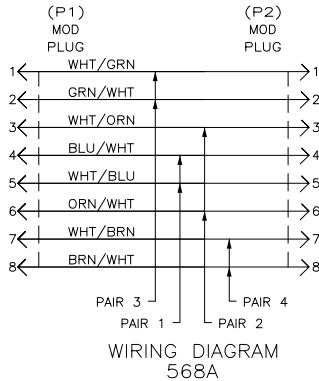 (P1) (P2)
MOD MOD
PLUG PLUG
1 WHT/GRN 1
2 GRN/WHT 2
3 WHT/ORN 3
4 BLU/WHT 4
5 WHT/BLU 5
6 ORN/WHT 6
7 WHT/BRN 7
8 BRN/WHT 8
PAIR 3 PAIR 4
PAIR 1 PAIR 2
WIRING DIAGRAM
568A